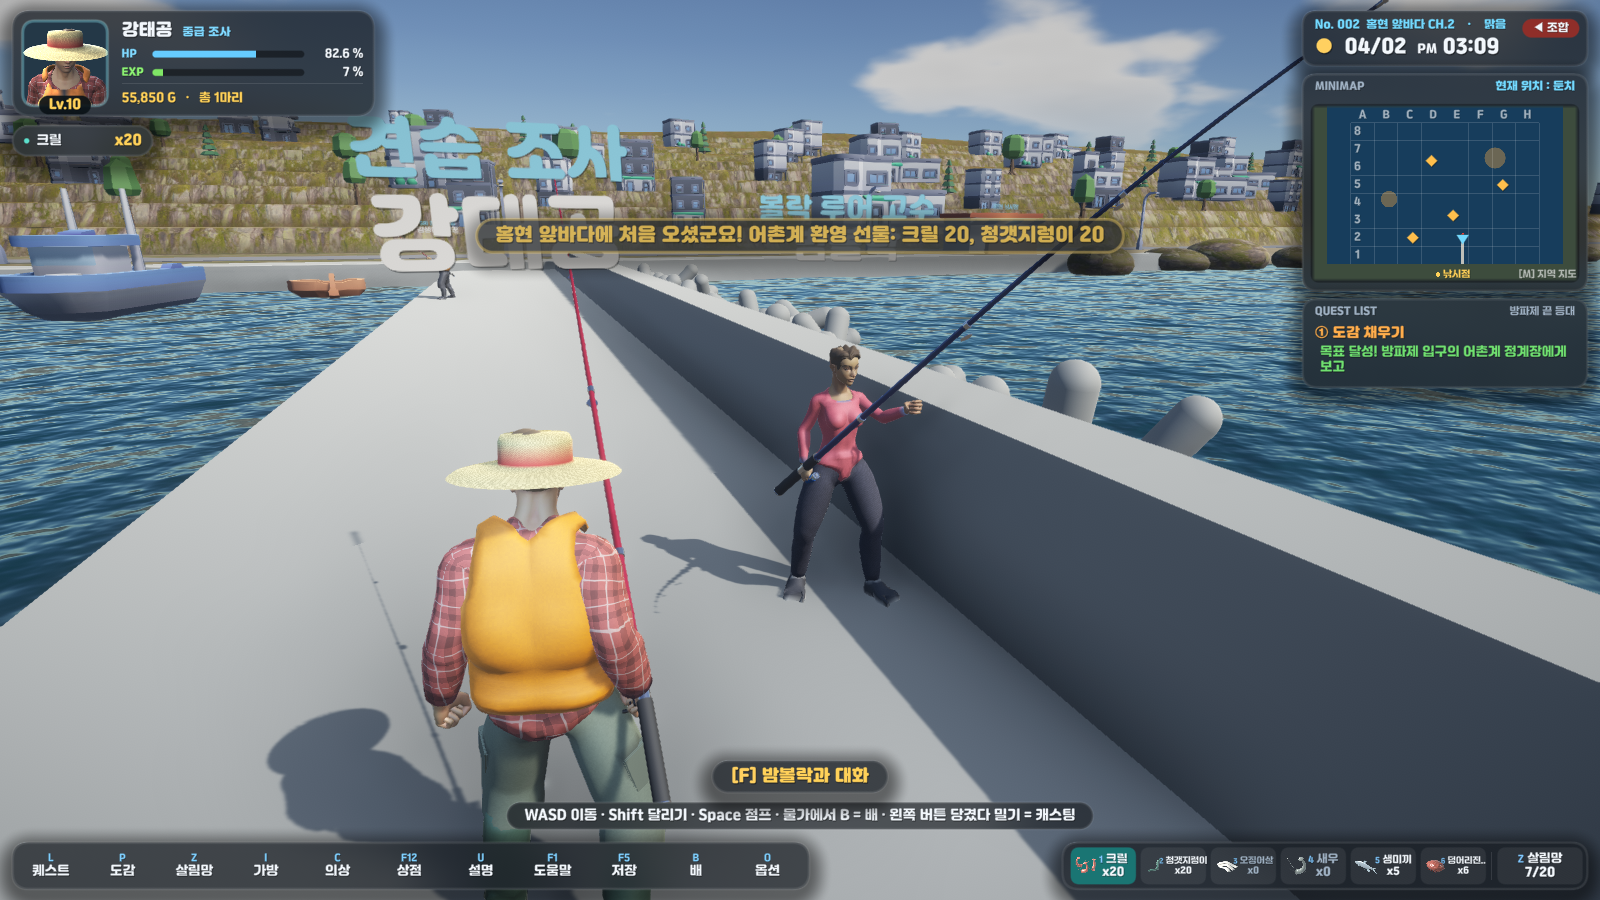 강태공 중급 조사
HP 82.6 %
EXP 7 %
Lv.10
55,850 G · 총 1마리
크릴 x20
견습 조사
강태공
볼락 루어 고수
홍현 앞바다에 처음 오셨군요! 어촌계 환영 선물: 크릴 20, 청갯지렁이 20
No. 002 홍현 앞바다 CH.2 · 맑음
◀ 조합
04/02 PM 03:09
MINIMAP 현재 위치 : 둔치
A B C D E F G H
8
7
6
5
4
3
2
1
낚시점 [M] 지역 지도
QUEST LIST 방파제 끝 등대
① 도감 채우기
목표 달성! 방파제 입구의 어촌계 정계장에게
보고
[F] 밤볼락과 대화
WASD 이동 · Shift 달리기 · Space 점프 · 물가에서 B = 배 · 왼쪽 버튼 당겼다 밀기 = 캐스팅
L P Z I C F12 U F1 F5 B O
퀘스트 도감 살림망 가방 의상 상점 설명 도움말 저장 배 옵션
1 크릴 x20
2 청갯지렁이 x20
3 오징어살 x0
4 새우 x0
5 생미끼 x5
6 덩어리진.. x6
Z 살림망 7/20